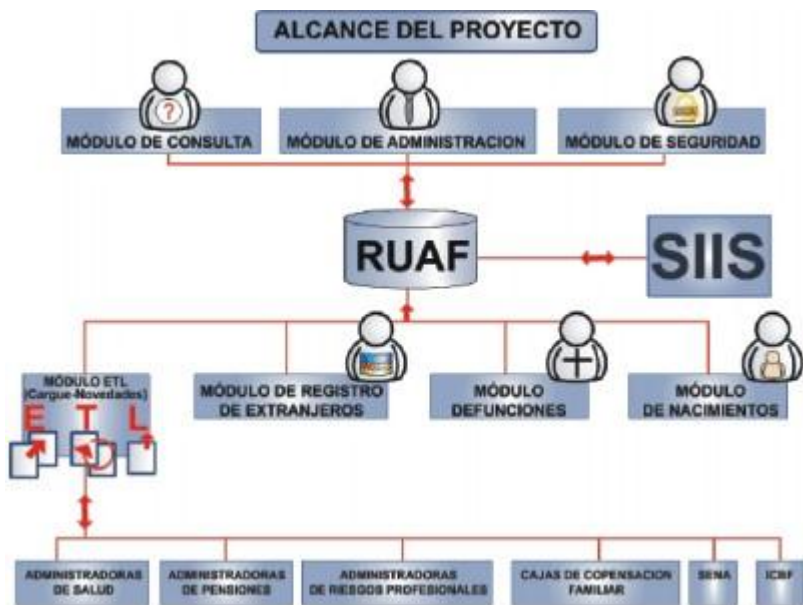 ALCANCE DEL PROYECTO
?
MÓDULO DE CONSULTA
MÓDULO DE ADMINISTRACION
MÓDULO DE SEGURIDAD
RUAF
SIIS
MÓDULO ETL
(Cargue-Novedades)
E T L
MÓDULO DE REGISTRO
DE EXTRANJEROS
MÓDULO
DEFUNCIONES
MÓDULO
DE NACIMIENTOS
ADMINISTRADORAS
DE SALUD
ADMINISTRADORAS
DE PENSIONES
ADMINISTRADORAS
DE RIESGOS PROFESIONALES
CAJAS DE COPENSACION
FAMILIAR
SENA
ICBF